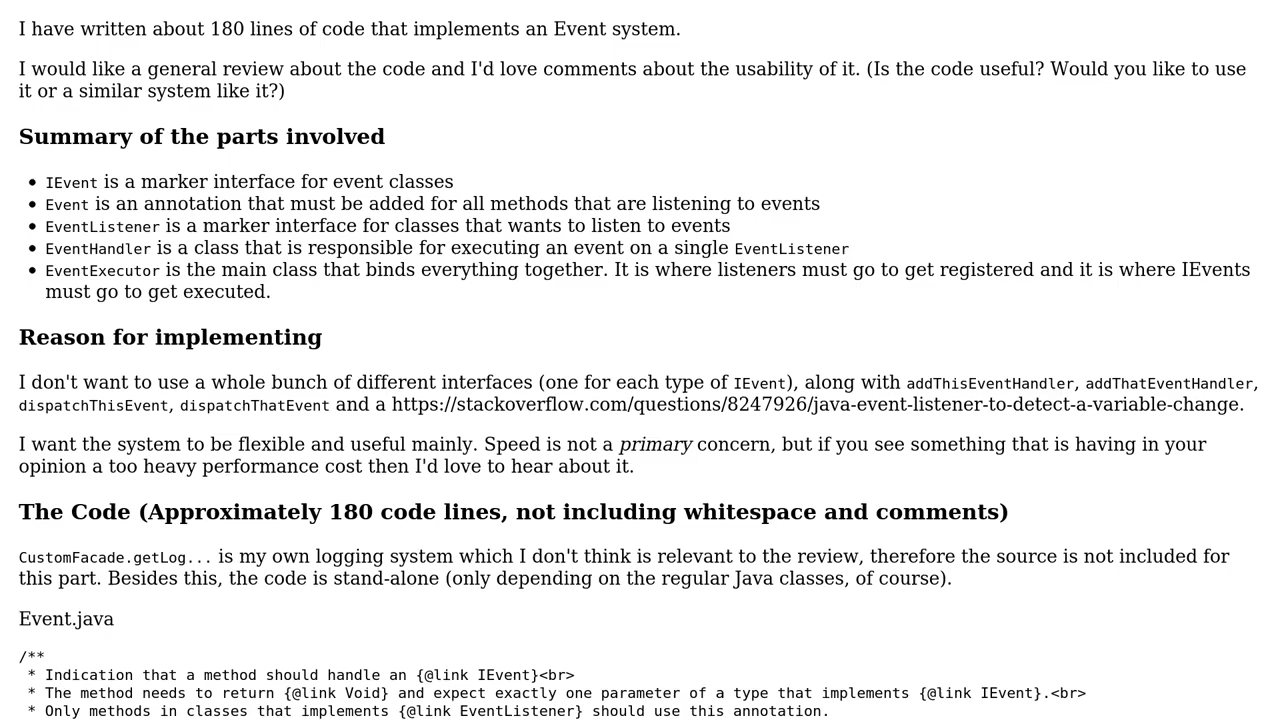 I have written about 180 lines of code that implements an Event system.
I would like a general review about the code and I'd love comments about the usability of it. (Is the code useful? Would you like to use
it or a similar system like it?)
Summary of the parts involved
• IEvent is a marker interface for event classes
• Event is an annotation that must be added for all methods that are listening to events
• EventListener is a marker interface for classes that wants to listen to events
• EventHandler is a class that is responsible for executing an event on a single EventListener
• EventExecutor is the main class that binds everything together. It is where listeners must go to get registered and it is where IEvents
must go to get executed.
Reason for implementing
I don't want to use a whole bunch of different interfaces (one for each type of IEvent), along with addThisEventHandler, addThatEventHandler,
dispatchThisEvent, dispatchThatEvent and a https://stackoverflow.com/questions/8247926/java-event-listener-to-detect-a-variable-change.
I want the system to be flexible and useful mainly. Speed is not a primary concern, but if you see something that is having in your
opinion a too heavy performance cost then I'd love to hear about it.
The Code (Approximately 180 code lines, not including whitespace and comments)
CustomFacade.getLog... is my own logging system which I don't think is relevant to the review, therefore the source is not included for
this part. Besides this, the code is stand-alone (only depending on the regular Java classes, of course).
Event.java
/**
 * Indication that a method should handle an {@link IEvent}<br>
 * The method needs to return {@link Void} and expect exactly one parameter of a type that implements {@link IEvent}.<br>
 * Only methods in classes that implements {@link EventListener} should use this annotation.